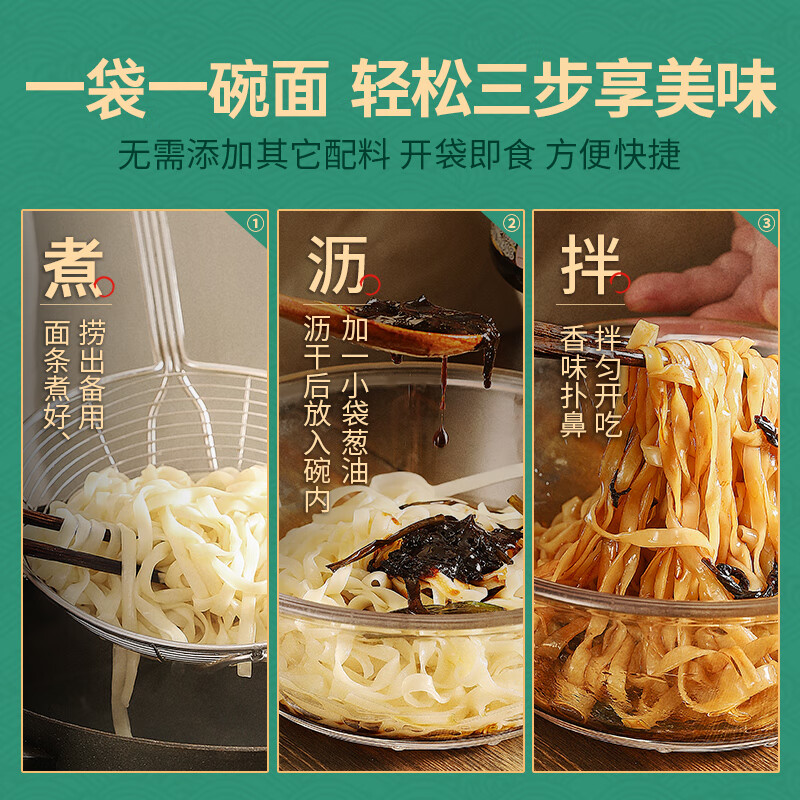 一袋一碗面 轻松三步享美味
无需添加其它配料 开袋即食 方便快捷
①
煮
面条煮好、
捞出备用
②
沥
沥干后放入碗内
加一小袋葱油
③
拌
香味扑鼻
拌匀开吃